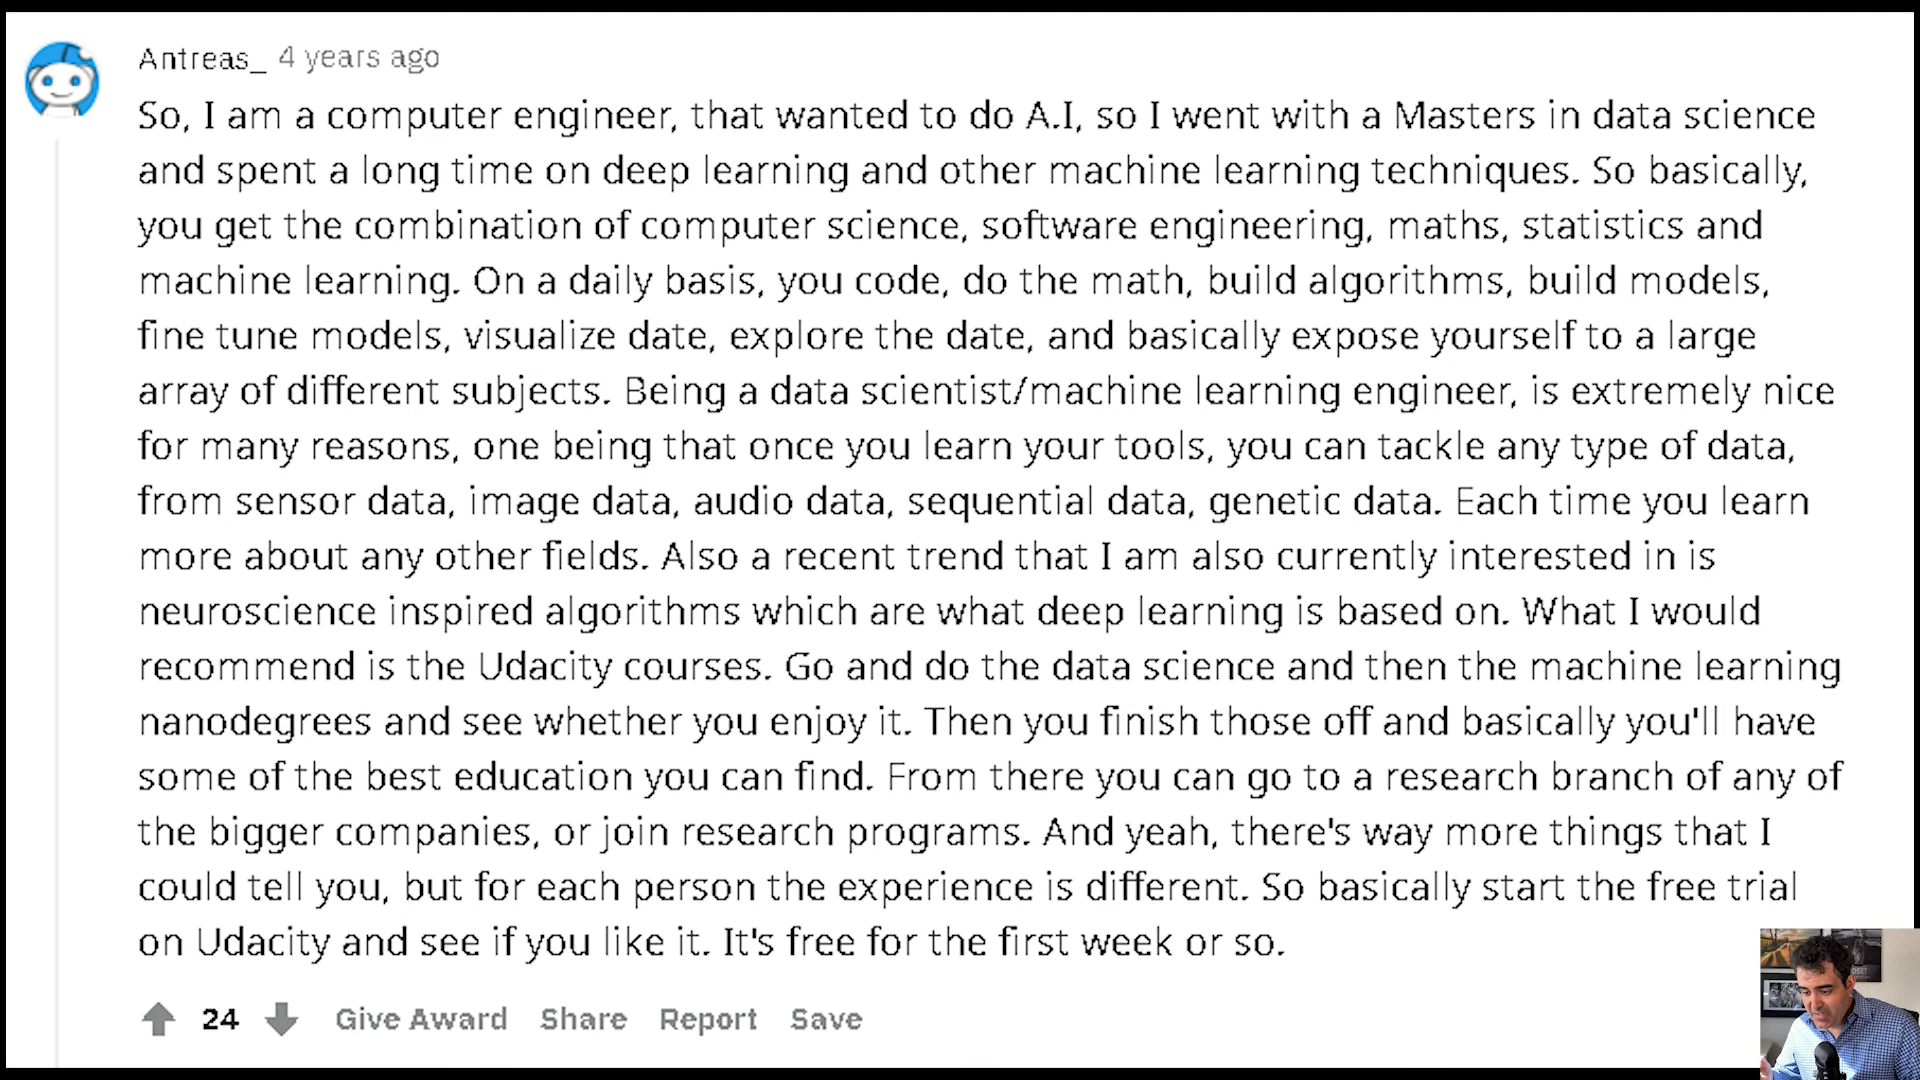 Antreas_ 4 years ago
So, I am a computer engineer, that wanted to do A.I, so I went with a Masters in data science
and spent a long time on deep learning and other machine learning techniques. So basically,
you get the combination of computer science, software engineering, maths, statistics and
machine learning. On a daily basis, you code, do the math, build algorithms, build models,
fine tune models, visualize date, explore the date, and basically expose yourself to a large
array of different subjects. Being a data scientist/machine learning engineer, is extremely nice
for many reasons, one being that once you learn your tools, you can tackle any type of data,
from sensor data, image data, audio data, sequential data, genetic data. Each time you learn
more about any other fields. Also a recent trend that I am also currently interested in is
neuroscience inspired algorithms which are what deep learning is based on. What I would
recommend is the Udacity courses. Go and do the data science and then the machine learning
nanodegrees and see whether you enjoy it. Then you finish those off and basically you'll have
some of the best education you can find. From there you can go to a research branch of any of
the bigger companies, or join research programs. And yeah, there's way more things that I
could tell you, but for each person the experience is different. So basically start the free trial
on Udacity and see if you like it. It's free for the first week or so.
24 Give Award Share Report Save